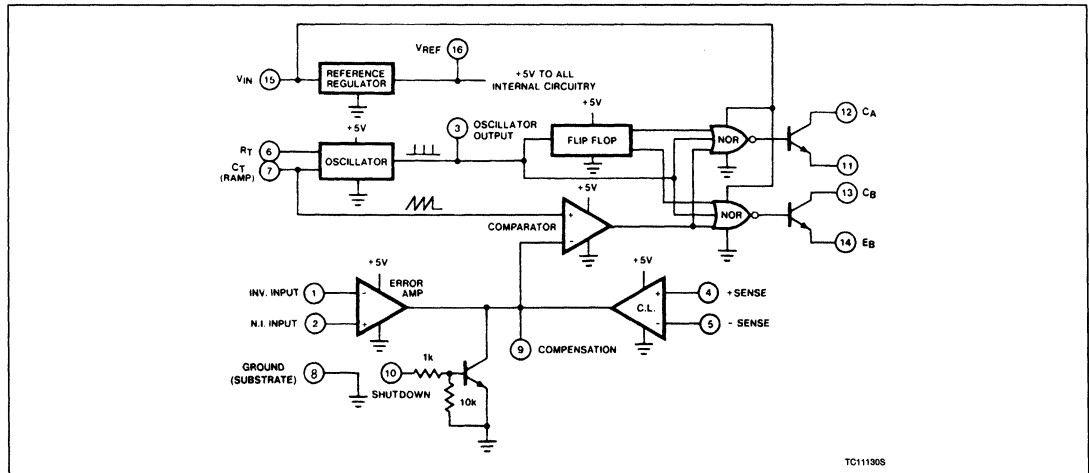 VREF 16
VIN 15
REFERENCE
REGULATOR
+5V TO ALL
INTERNAL CIRCUITRY
+5V
3 OSCILLATOR
OUTPUT
+5V
FLIP FLOP
NOR
12 CA
11
RT 6
CT 7
(RAMP)
OSCILLATOR
+5V
COMPARATOR
+
-
NOR
13 CB
14 EB
INV. INPUT 1
N.I. INPUT 2
+5V
-
+
ERROR
AMP
+5V
C.L.
+
-
4 +SENSE
5 - SENSE
9 COMPENSATION
GROUND 8
(SUBSTRATE)
10
SHUTDOWN
1k
10k
TC11130S